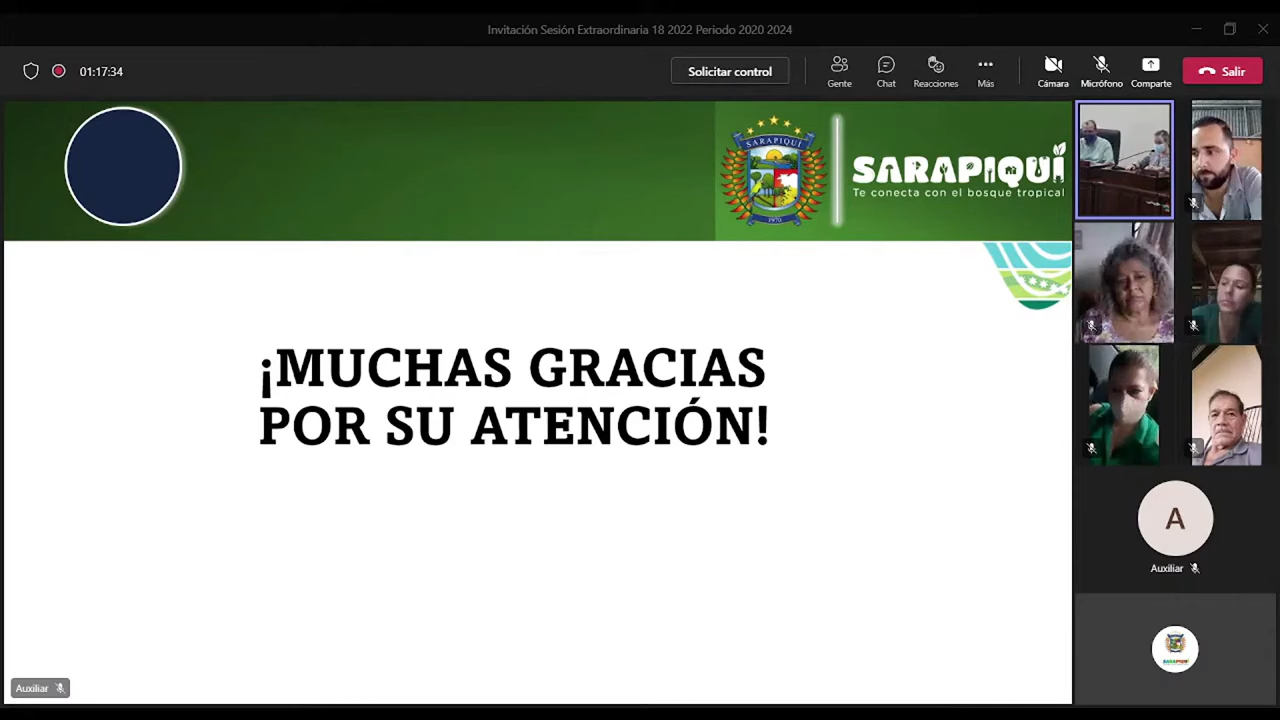 Invitación Sesión Extraordinaria 18 2022 Periodo 2020 2024
01:17:34
Solicitar control
Gente
Chat
Reacciones
Más
Cámara
Micrófono
Comparte
Salir
SARAPIQUÍ
1970
SARAPIQUÍ
Te conecta con el bosque tropical
¡MUCHAS GRACIAS
POR SU ATENCIÓN!
A
Auxiliar
SARAPIQUÍ
Auxiliar